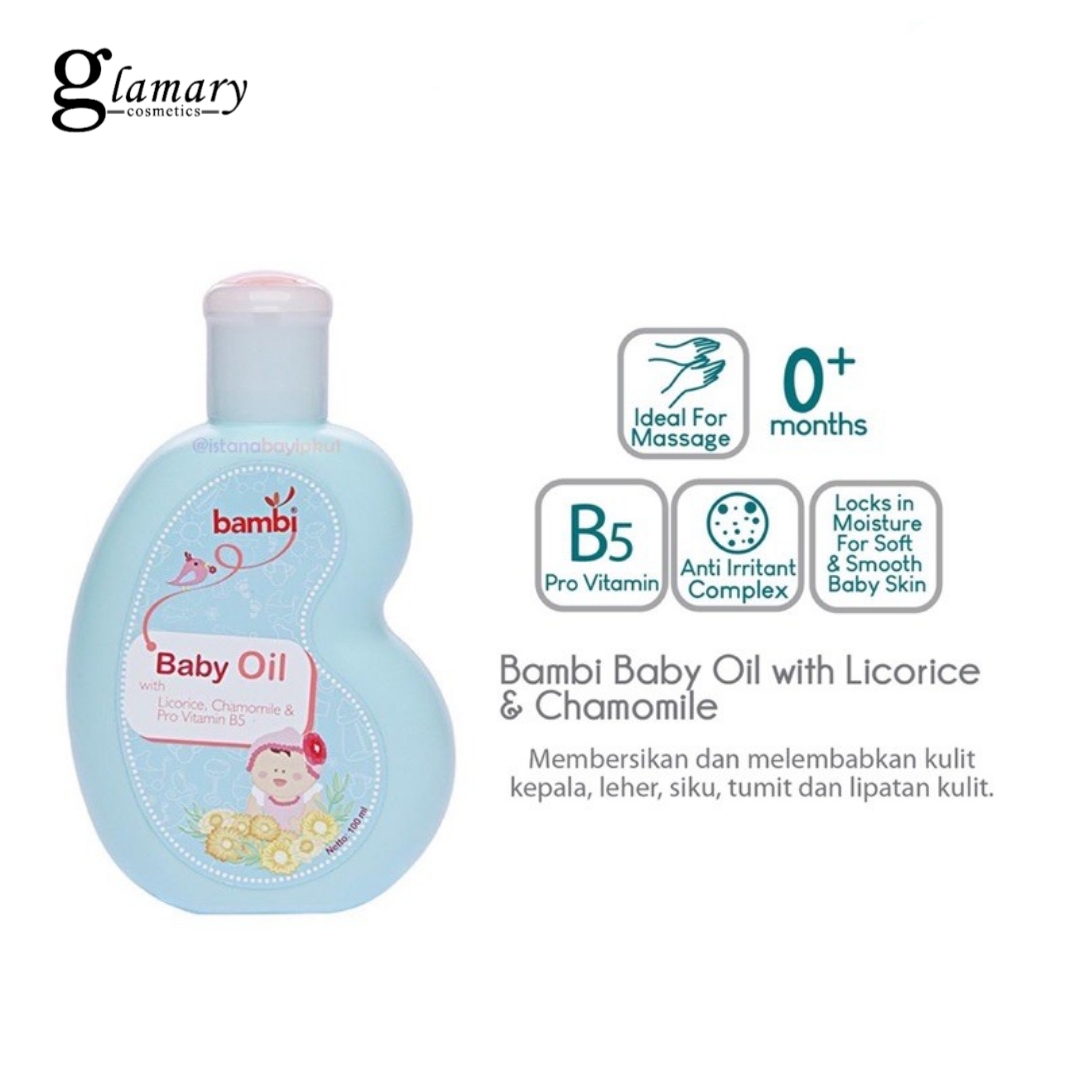 glamary
cosmetics
@istanabayipkut
bambi®
Baby Oil
with
Licorice, Chamomile &
Pro Vitamin B5
Netto: 100 ml
Ideal For
Massage
0+
months
B5
Pro Vitamin
Anti Irritant
Complex
Locks in
Moisture
For Soft
& Smooth
Baby Skin
Bambi Baby Oil with Licorice
& Chamomile
Membersikan dan melembabkan kulit
kepala, leher, siku, tumit dan lipatan kulit.